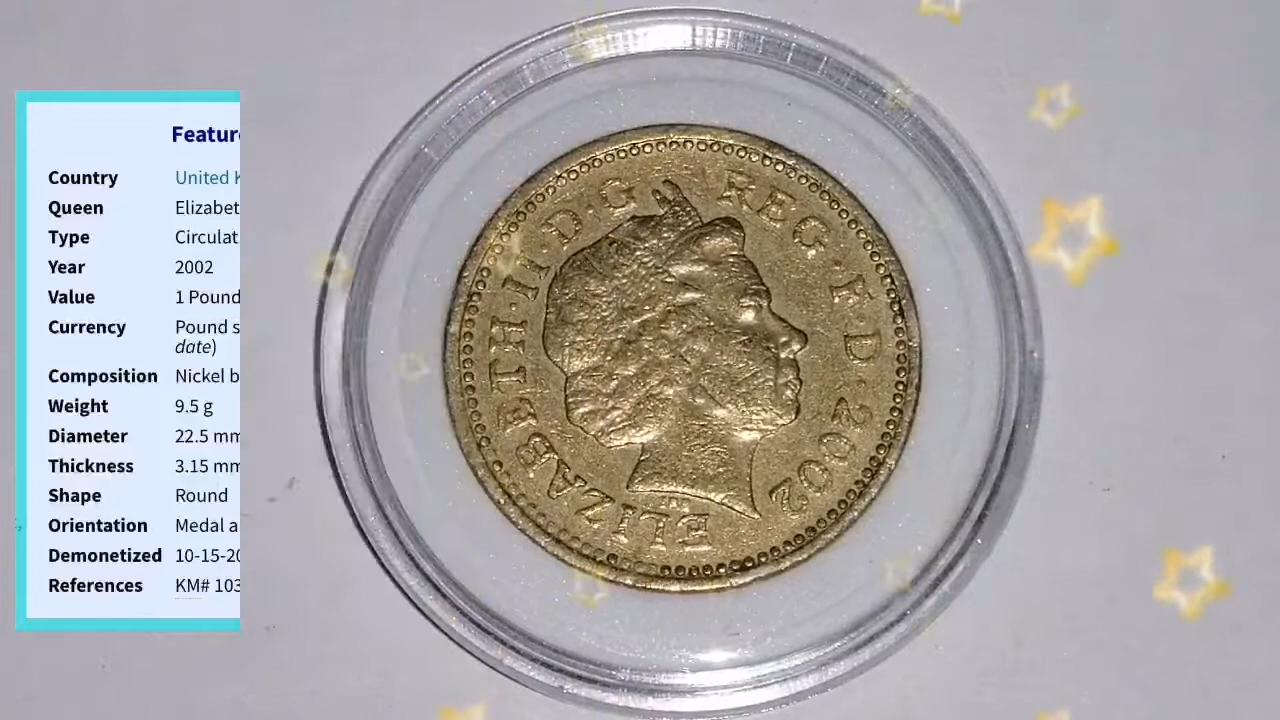 Feature
Country United K
Queen Elizabet
Type Circulat
Year 2002
Value 1 Pound
Currency Pound s
date)
Composition Nickel b
Weight 9.5 g
Diameter 22.5 mm
Thickness 3.15 mm
Shape Round
Orientation Medal a
Demonetized 10-15-20
References KM# 103
ELIZABETH·II D·G REG·F·D·2002